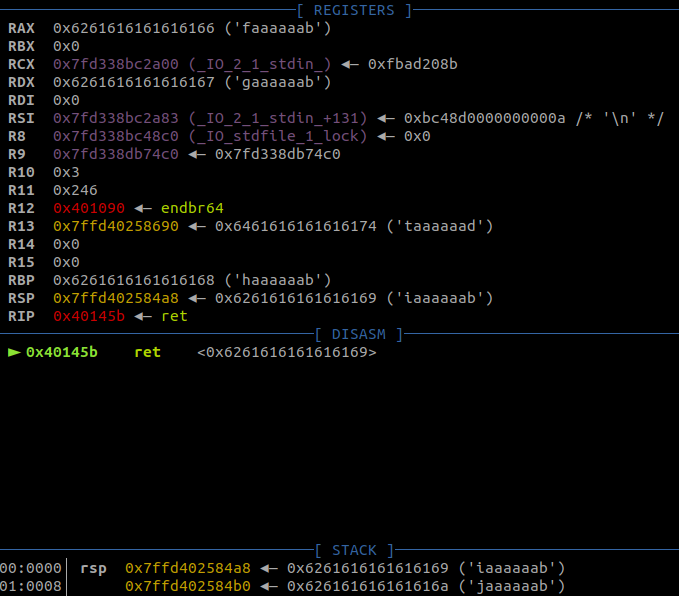 [ REGISTERS ]
RAX 0x6261616161616166 ('faaaaaab')
RBX 0x0
RCX 0x7fd338bc2a00 (_IO_2_1_stdin_) ◂— 0xfbad208b
RDX 0x6261616161616167 ('gaaaaaab')
RDI 0x0
RSI 0x7fd338bc2a83 (_IO_2_1_stdin_+131) ◂— 0xbc48d0000000000a /* '\n' */
R8 0x7fd338bc48c0 (_IO_stdfile_1_lock) ◂— 0x0
R9 0x7fd338db74c0 ◂— 0x7fd338db74c0
R10 0x3
R11 0x246
R12 0x401090 ◂— endbr64
R13 0x7ffd40258690 ◂— 0x6461616161616174 ('taaaaaad')
R14 0x0
R15 0x0
RBP 0x6261616161616168 ('haaaaaab')
RSP 0x7ffd402584a8 ◂— 0x6261616161616169 ('iaaaaaab')
RIP 0x40145b ◂— ret
[ DISASM ]
► 0x40145b ret <0x6261616161616169>
[ STACK ]
00:0000│ rsp 0x7ffd402584a8 ◂— 0x6261616161616169 ('iaaaaaab')
01:0008│ 0x7ffd402584b0 ◂— 0x626161616161616a ('jaaaaaab')